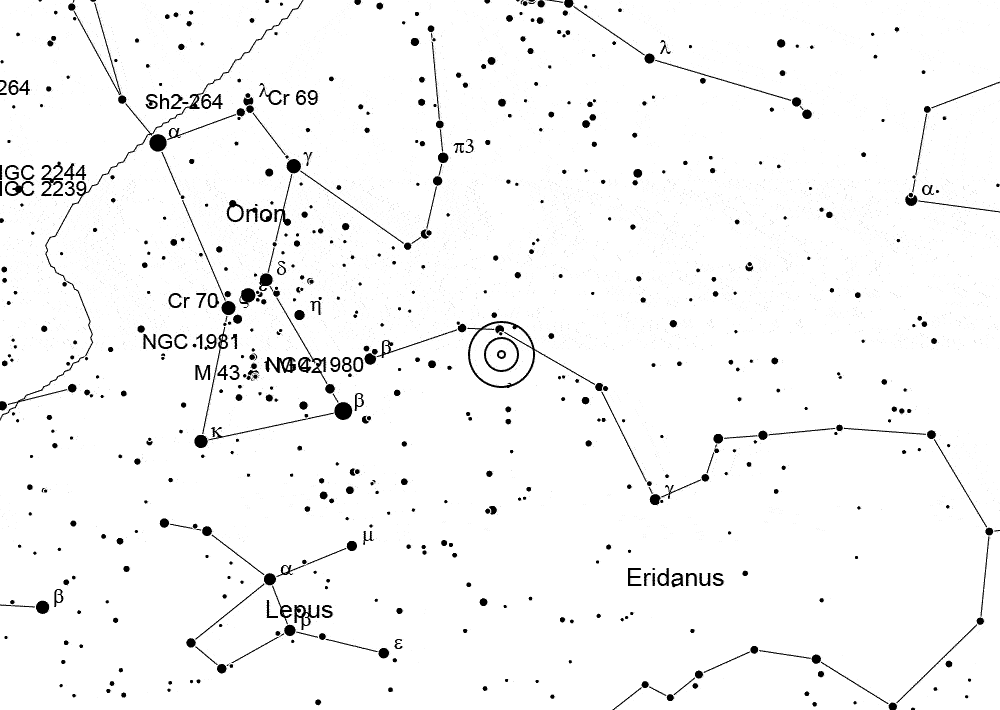 λ
264
Sh2-264
λ
Cr 69
α
π3
γ
NGC 2244
NGC 2239
α
Orion
δ
ζ
ε
Cr 70
η
NGC 1981
β
M 43
M 42
NGC 1980
β
κ
γ
μ
α
Eridanus
β
Lepus
β
ε